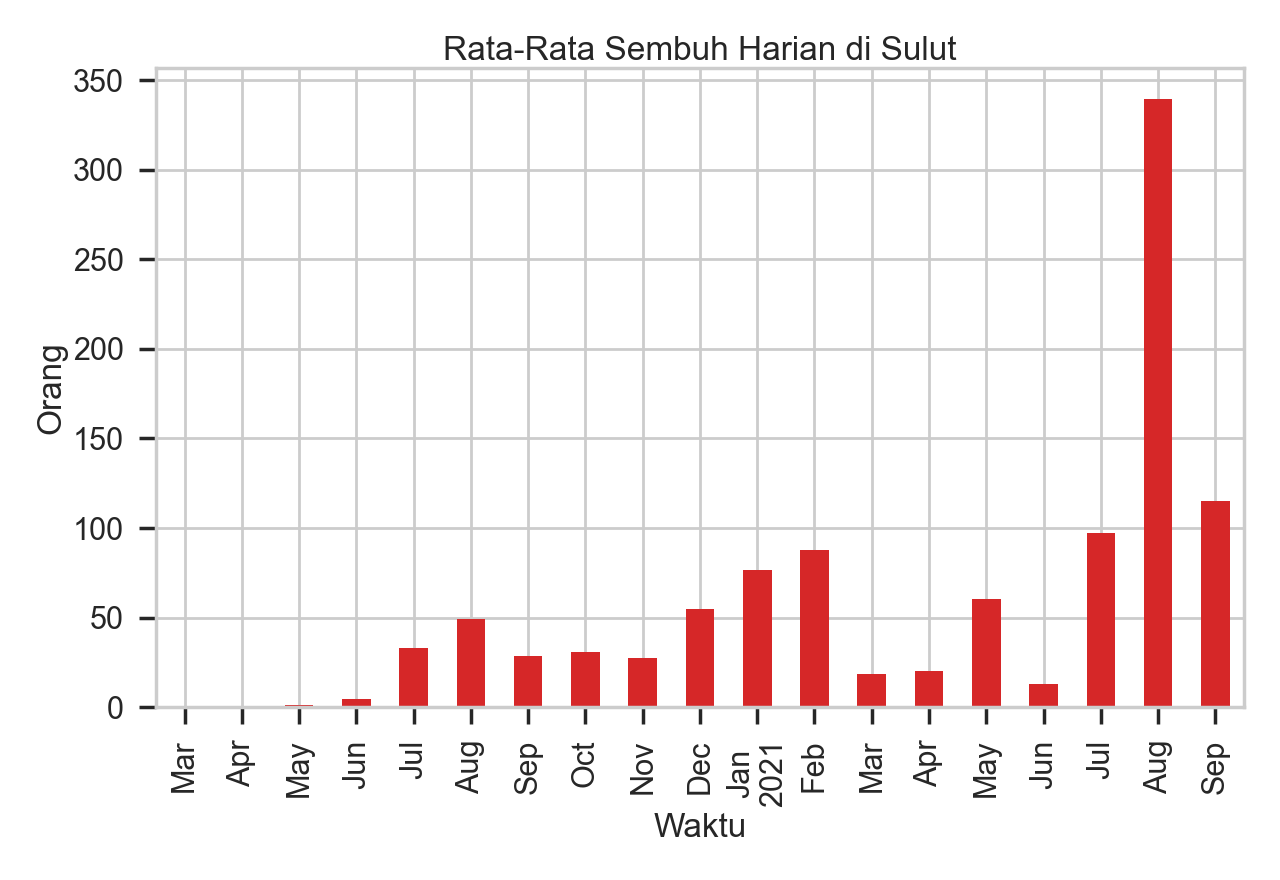 Rata-Rata Sembuh Harian di Sulut
350
300
250
200
150
100
50
0
Orang
Mar
Apr
May
Jun
Jul
Aug
Sep
Oct
Nov
Dec
Jan
2021
Feb
Mar
Apr
May
Jun
Jul
Aug
Sep
Waktu